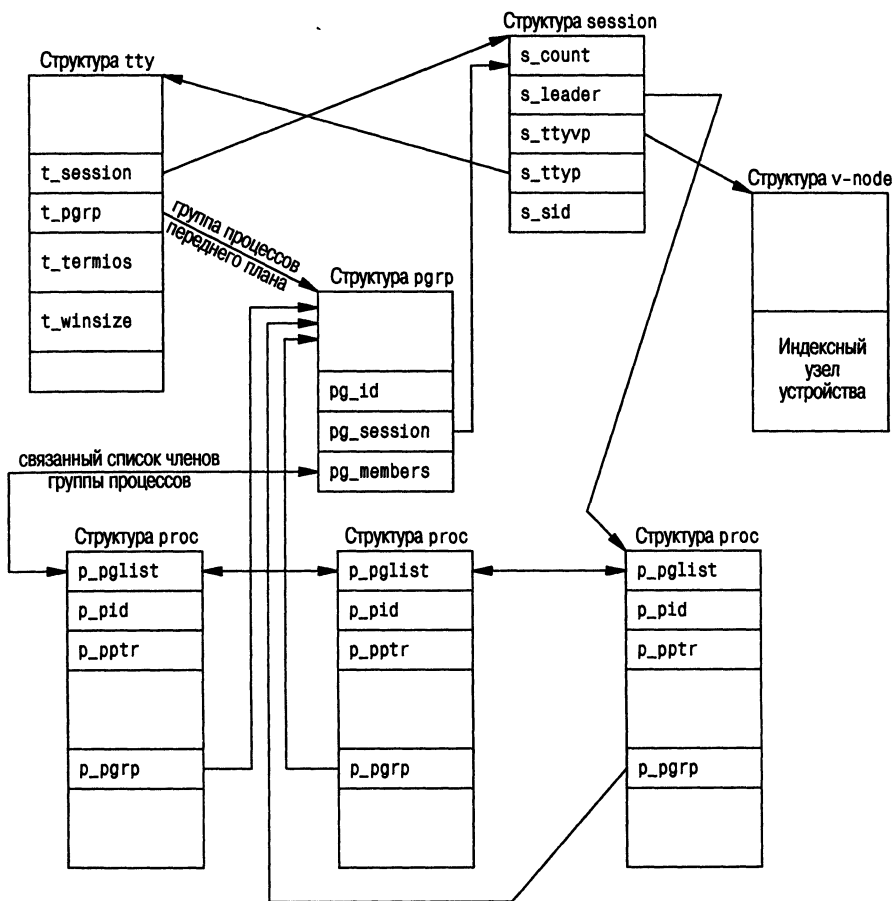 Структура session
s_count
s_leader
s_ttyvp
s_ttyp
s_sid
Структура tty
t_session
t_pgrp
t_termios
t_winsize
группа процессов
переднего плана
Структура v-node
Индексный
узел
устройства
Структура pgrp
pg_id
pg_session
pg_members
связанный список членов
группы процессов
Структура proc
p_pglist
p_pid
p_pptr
p_pgrp
Структура proc
p_pglist
p_pid
p_pptr
p_pgrp
Структура proc
p_pglist
p_pid
p_pptr
p_pgrp